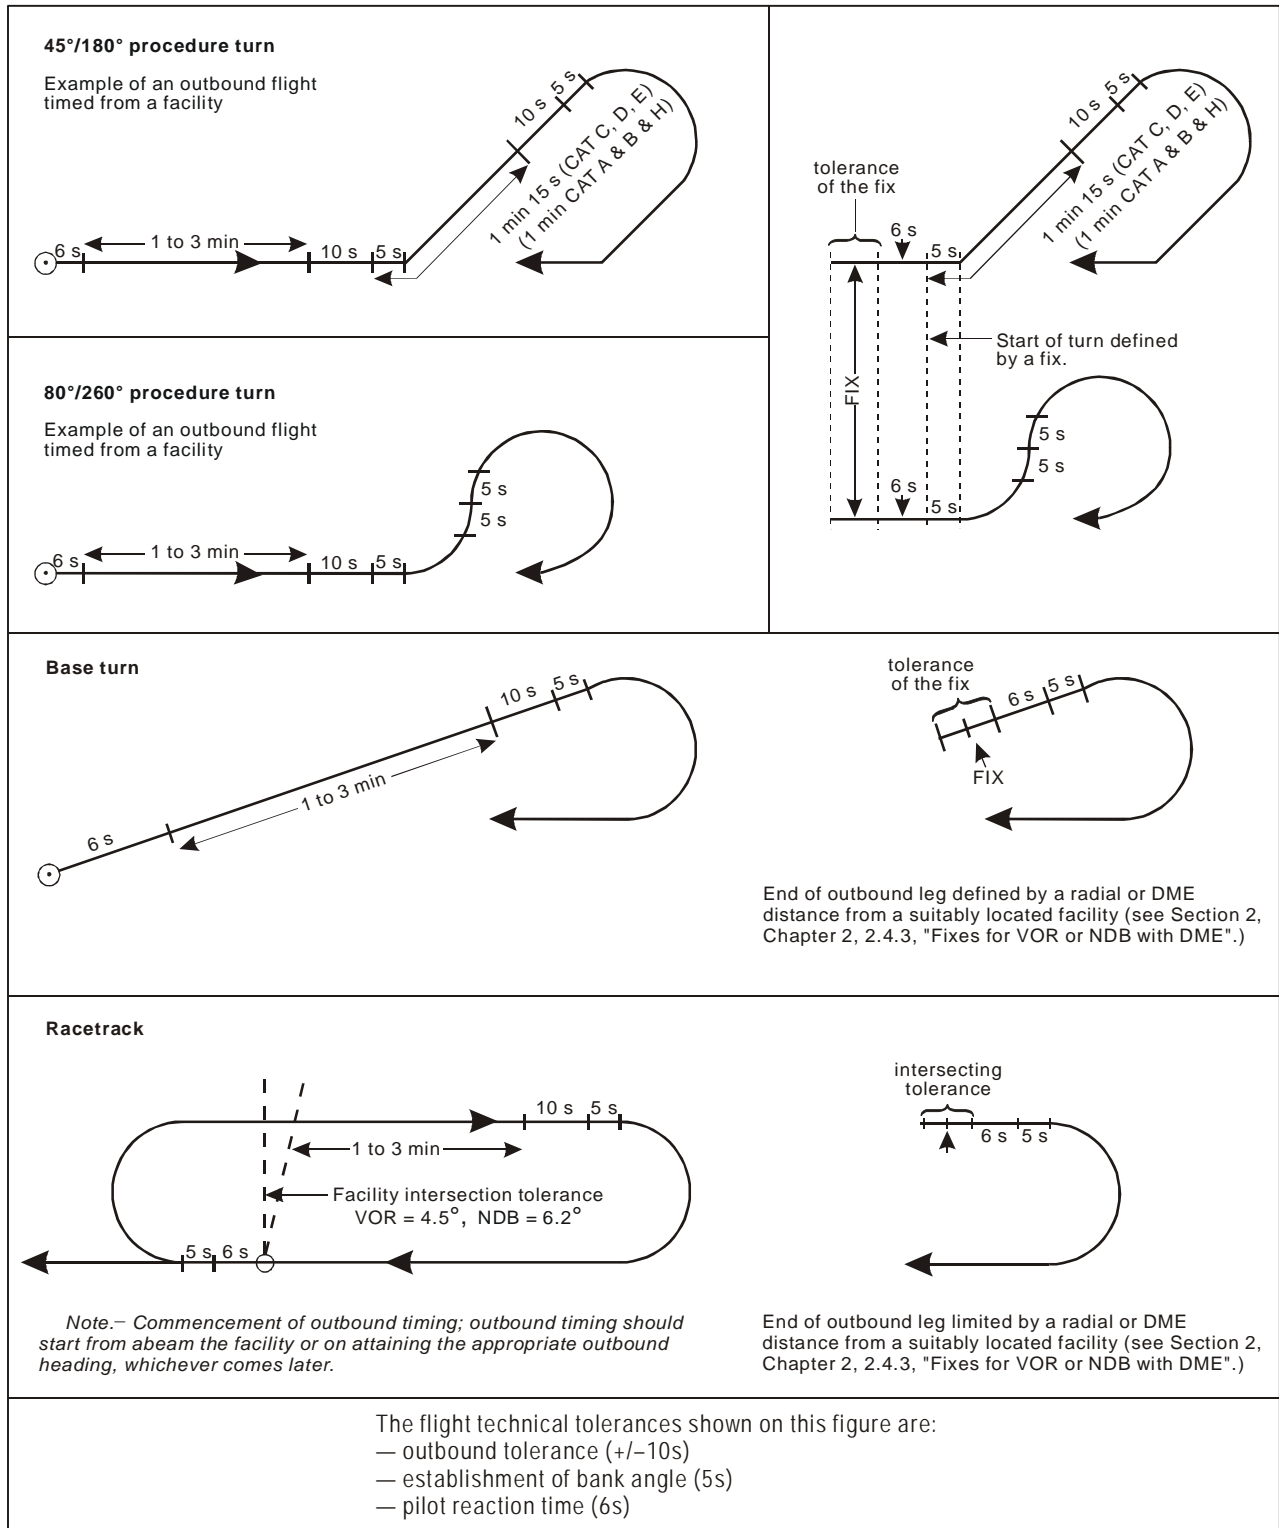 45°/180° procedure turn
Example of an outbound flight
timed from a facility
6 s
1 to 3 min
10 s
5 s
10 s
5 s
1 min 15 s (CAT C, D, E)
(1 min CAT A & B & H)
tolerance
of the fix
6 s
5 s
10 s
5 s
1 min 15 s (CAT C, D, E)
(1 min CAT A & B & H)
FIX
Start of turn defined
by a fix.
6 s
5 s
5 s
5 s
80°/260° procedure turn
Example of an outbound flight
timed from a facility
6 s
1 to 3 min
10 s
5 s
5 s
5 s
Base turn
6 s
1 to 3 min
10 s
5 s
tolerance
of the fix
6 s
5 s
FIX
End of outbound leg defined by a radial or DME
distance from a suitably located facility (see Section 2,
Chapter 2, 2.4.3, "Fixes for VOR or NDB with DME".)
Racetrack
10 s
5 s
1 to 3 min
Facility intersection tolerance
VOR = 4.5°, NDB = 6.2°
5 s
6 s
Note.– Commencement of outbound timing; outbound timing should
start from abeam the facility or on attaining the appropriate outbound
heading, whichever comes later.
intersecting
tolerance
6 s
5 s
End of outbound leg limited by a radial or DME
distance from a suitably located facility (see Section 2,
Chapter 2, 2.4.3, "Fixes for VOR or NDB with DME".)
The flight technical tolerances shown on this figure are:
— outbound tolerance (+/–10s)
— establishment of bank angle (5s)
— pilot reaction time (6s)